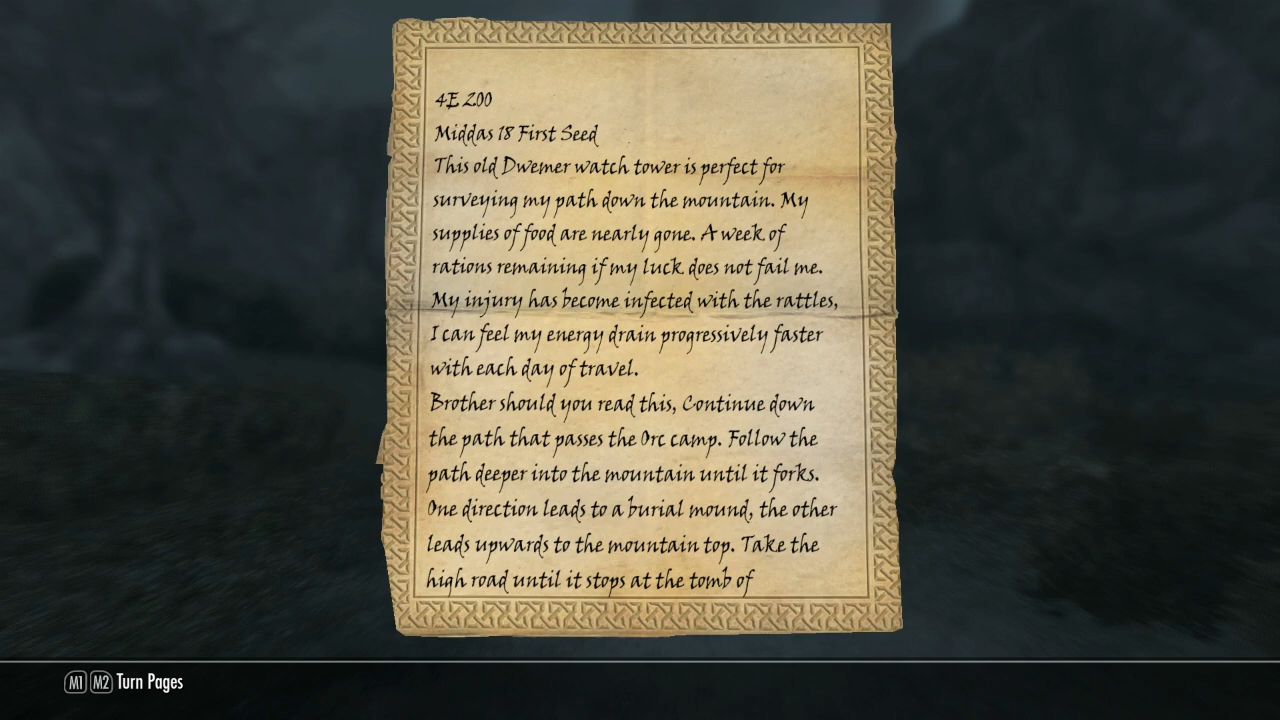 4E 200
Middas 18 First Seed
This old Dwemer watch tower is perfect for
surveying my path down the mountain. My
supplies of food are nearly gone. A week of
rations remaining if my luck does not fail me.
My injury has become infected with the rattles,
I can feel my energy drain progressively faster
with each day of travel.
Brother should you read this, Continue down
the path that passes the Orc camp. Follow the
path deeper into the mountain until it forks.
One direction leads to a burial mound, the other
leads upwards to the mountain top. Take the
high road until it stops at the tomb of
M1 M2 Turn Pages